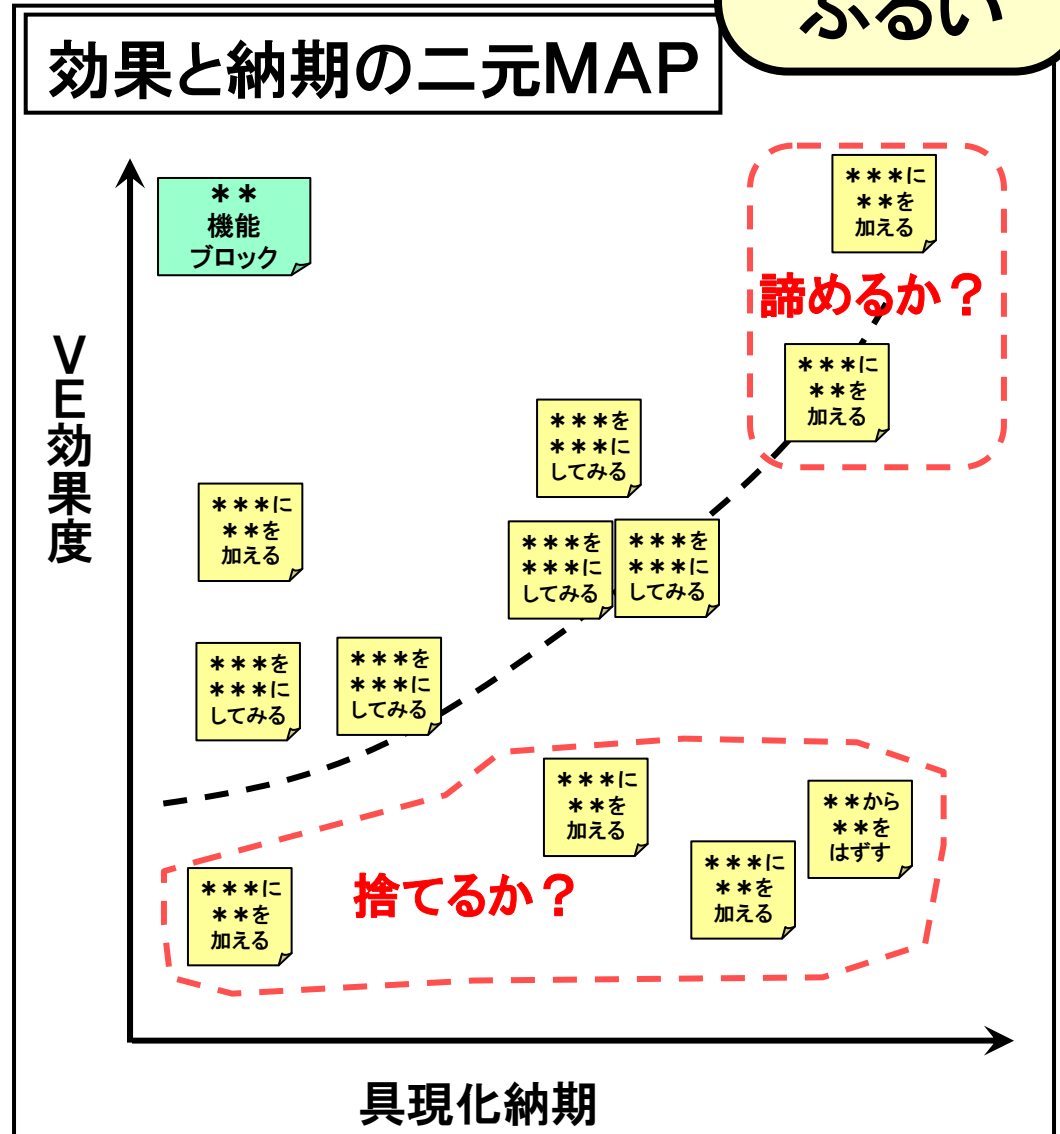 ふるい
効果と納期の二元MAP
**
機能
ブロック
***に
**を
加える
諦めるか？
***に
**を
加える
VE効果度
***を
***に
してみる
***に
**を
加える
***を
***に
してみる
***を
***に
してみる
***を
***に
してみる
***を
***に
してみる
***に
**を
加える
**から
**を
はずす
***に
**を
加える
***に
**を
加える
捨てるか？
具現化納期